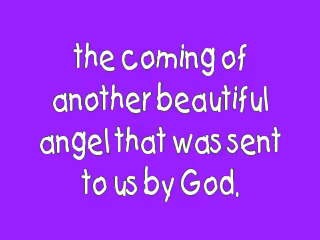 the coming of
another beautiful
angel that was sent
to us by God,